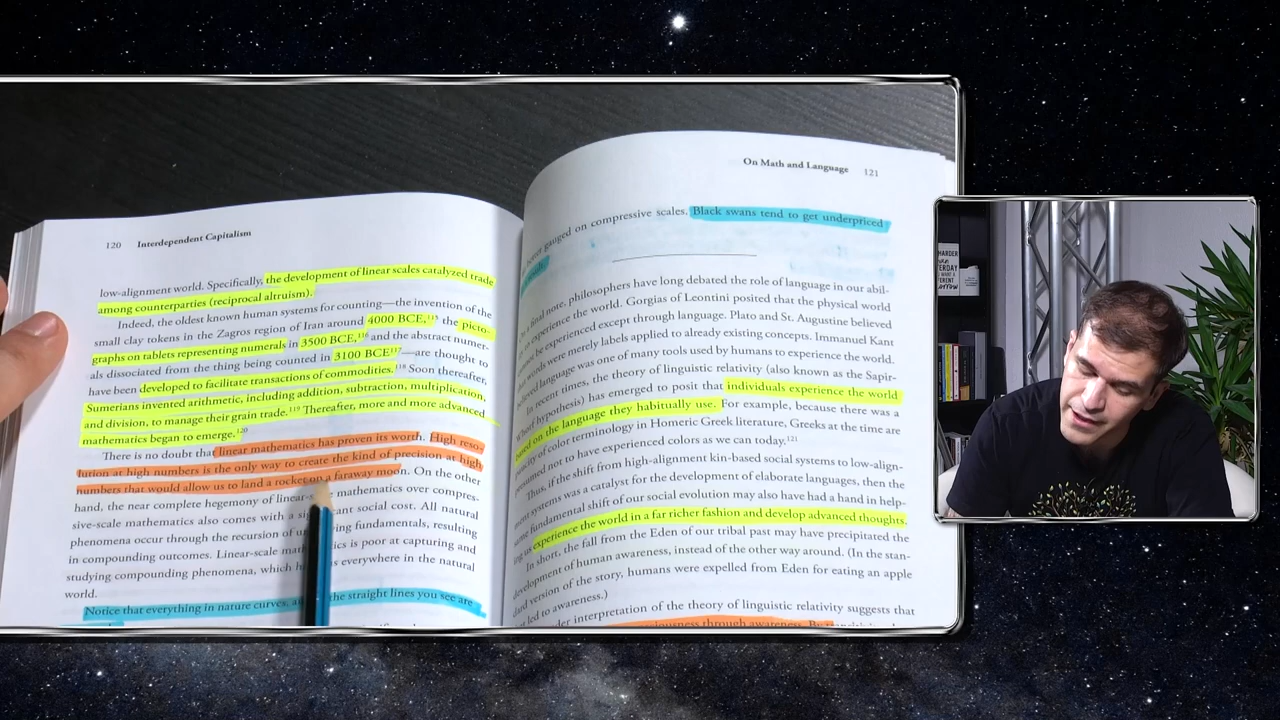 120 Interdependent Capitalism
low-alignment world. Specifically, the development of linear scales catalyzed trade
among counterparties (reciprocal altruism).
Indeed, the oldest known human systems for counting—the invention of the
small clay tokens in the Zagros region of Iran around 4000 BCE,115 the picto-
graphs on tablets representing numerals in 3500 BCE,116 and the abstract numer-
als dissociated from the thing being counted in 3100 BCE117—are thought to
have been developed to facilitate transactions of commodities.118 Soon thereafter,
Sumerians invented arithmetic, including addition, subtraction, multiplication,
and division, to manage their grain trade.119 Thereafter, more and more advanced
mathematics began to emerge.120
There is no doubt that linear mathematics has proven its worth. High reso-
lution at high numbers is the only way to create the kind of precision at high
numbers that would allow us to land a rocket on a faraway moon. On the other
hand, the near complete hegemony of linear- mathematics over compres-
sive-scale mathematics also comes with a social cost. All natural
phenomena occur through the recursion of fundamentals, resulting
in compounding outcomes. Linear-scale is poor at capturing and
studying compounding phenomena, which everywhere in the natural
world.
Notice that everything in nature curves, the straight lines you see are
On Math and Language 121
gauged on compressive scales. Black swans tend to get underpriced
final note, philosophers have long debated the role of language in our abil-
experience the world. Gorgias of Leontini posited that the physical world
be experienced except through language. Plato and St. Augustine believed
words were merely labels applied to already existing concepts. Immanuel Kant
believed language was one of many tools used by humans to experience the world.
In recent times, the theory of linguistic relativity (also known as the Sapir-
Whorf hypothesis) has emerged to posit that individuals experience the world
based on the language they habitually use. For example, because there was a
paucity of color terminology in Homeric Greek literature, Greeks at the time are
presumed not to have experienced colors as we can today.121
Thus, if the shift from high-alignment kin-based social systems to low-align-
ment systems was a catalyst for the development of elaborate languages, then the
same fundamental shift of our social evolution may also have had a hand in help-
ing us experience the world in a far richer fashion and develop advanced thoughts.
In short, the fall from the Eden of our tribal past may have precipitated the
development of human awareness, instead of the other way around. (In the stan-
dard version of the story, humans were expelled from Eden for eating an apple
led to awareness.)
interpretation of the theory of linguistic relativity suggests that
through awareness. By
HARDER